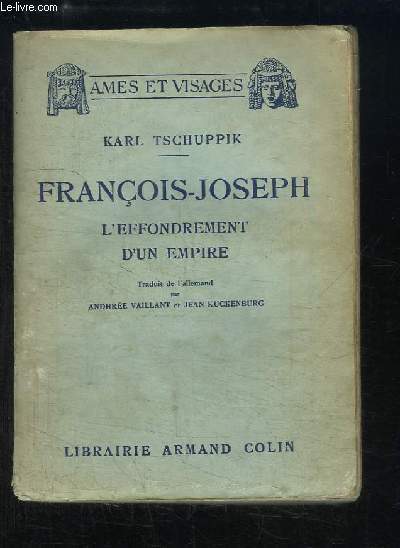 Le-livre.com
AMES ET VISAGES
KARL TSCHUPPIK
FRANÇOIS-JOSEPH
L'EFFONDREMENT
D'UN EMPIRE
Traduit de l'allemand
par
ANDHRÉE VAILLANT et JEAN KUCKENBURG
LIBRAIRIE ARMAND COLIN